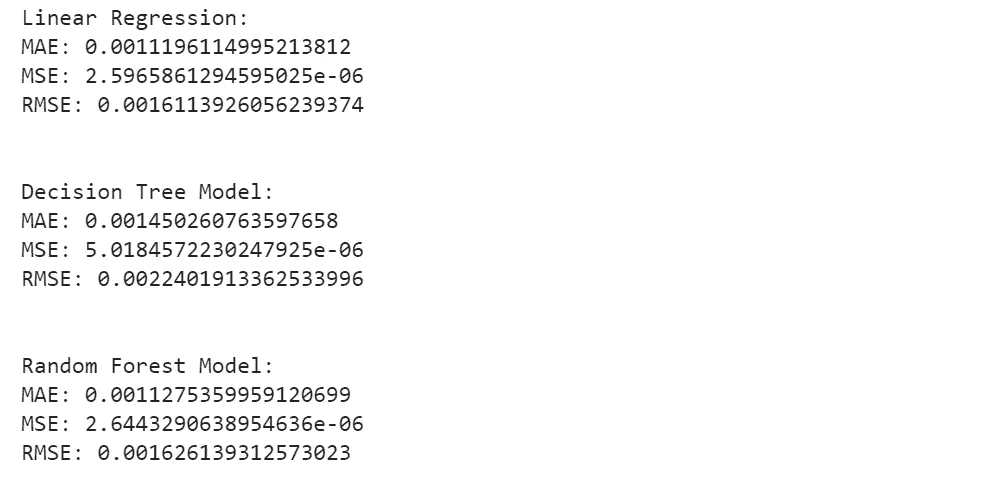 Linear Regression:
MAE: 0.0011196114995213812
MSE: 2.5965861294595025e-06
RMSE: 0.0016113926056239374
Decision Tree Model:
MAE: 0.001450260763597658
MSE: 5.0184572230247925e-06
RMSE: 0.0022401913362533996
Random Forest Model:
MAE: 0.0011275359959120699
MSE: 2.6443290638954636e-06
RMSE: 0.001626139312573023